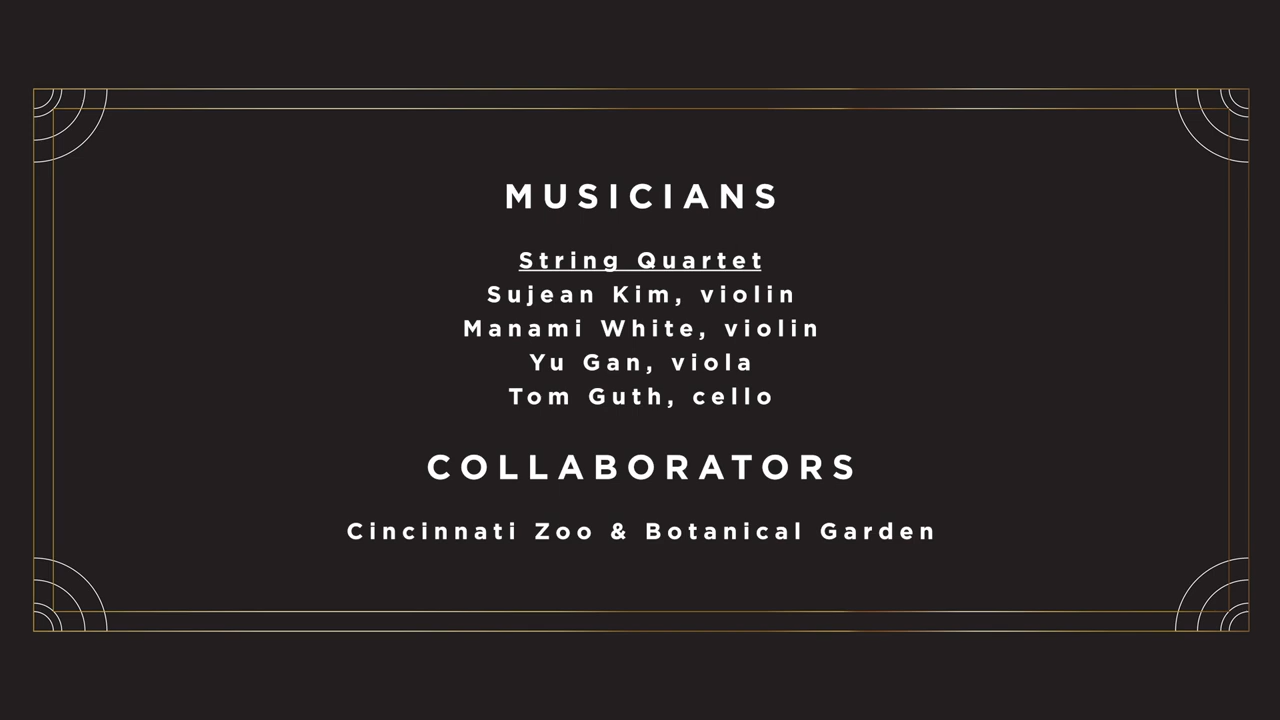 MUSICIANS
String Quartet
Sujean Kim, violin
Manami White, violin
Yu Gan, viola
Tom Guth, cello
COLLABORATORS
Cincinnati Zoo & Botanical Garden